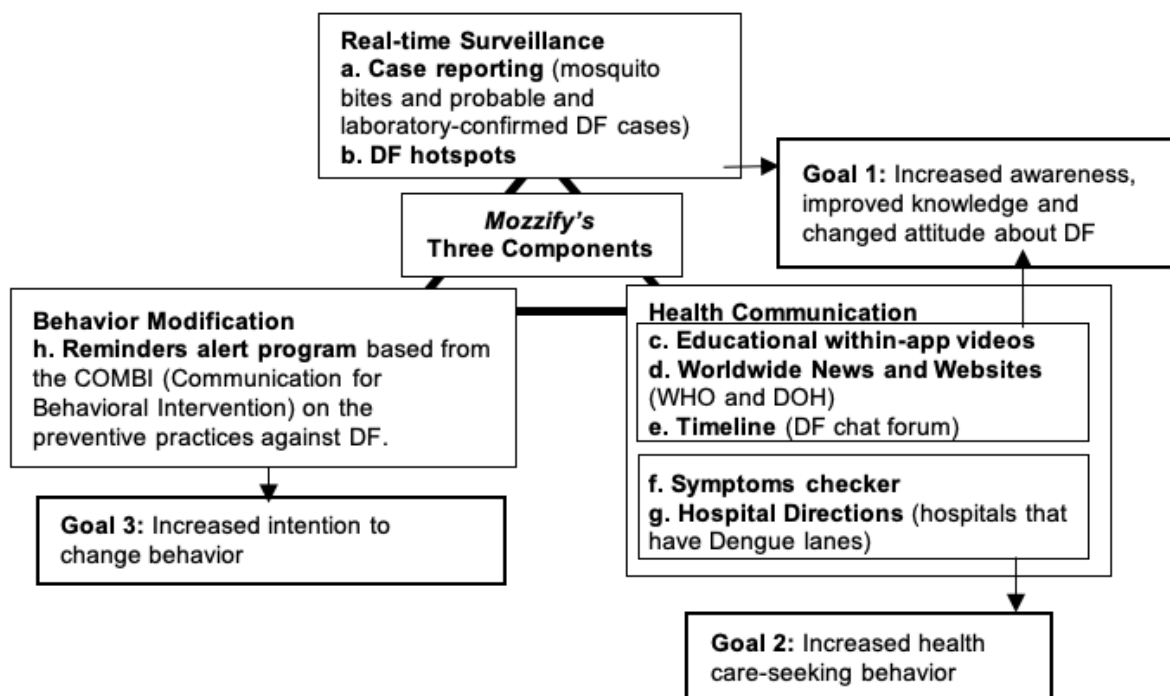 Real-time Surveillance
a. Case reporting (mosquito
bites and probable and
laboratory-confirmed DF cases)
b. DF hotspots
Goal 1: Increased awareness,
improved knowledge and
changed attitude about DF
Mozzify's
Three Components
Behavior Modification
h. Reminders alert program based from
the COMBI (Communication for
Behavioral Intervention) on the
preventive practices against DF.
Health Communication
c. Educational within-app videos
d. Worldwide News and Websites
(WHO and DOH)
e. Timeline (DF chat forum)
f. Symptoms checker
g. Hospital Directions (hospitals that
have Dengue lanes)
Goal 3: Increased intention to
change behavior
Goal 2: Increased health
care-seeking behavior